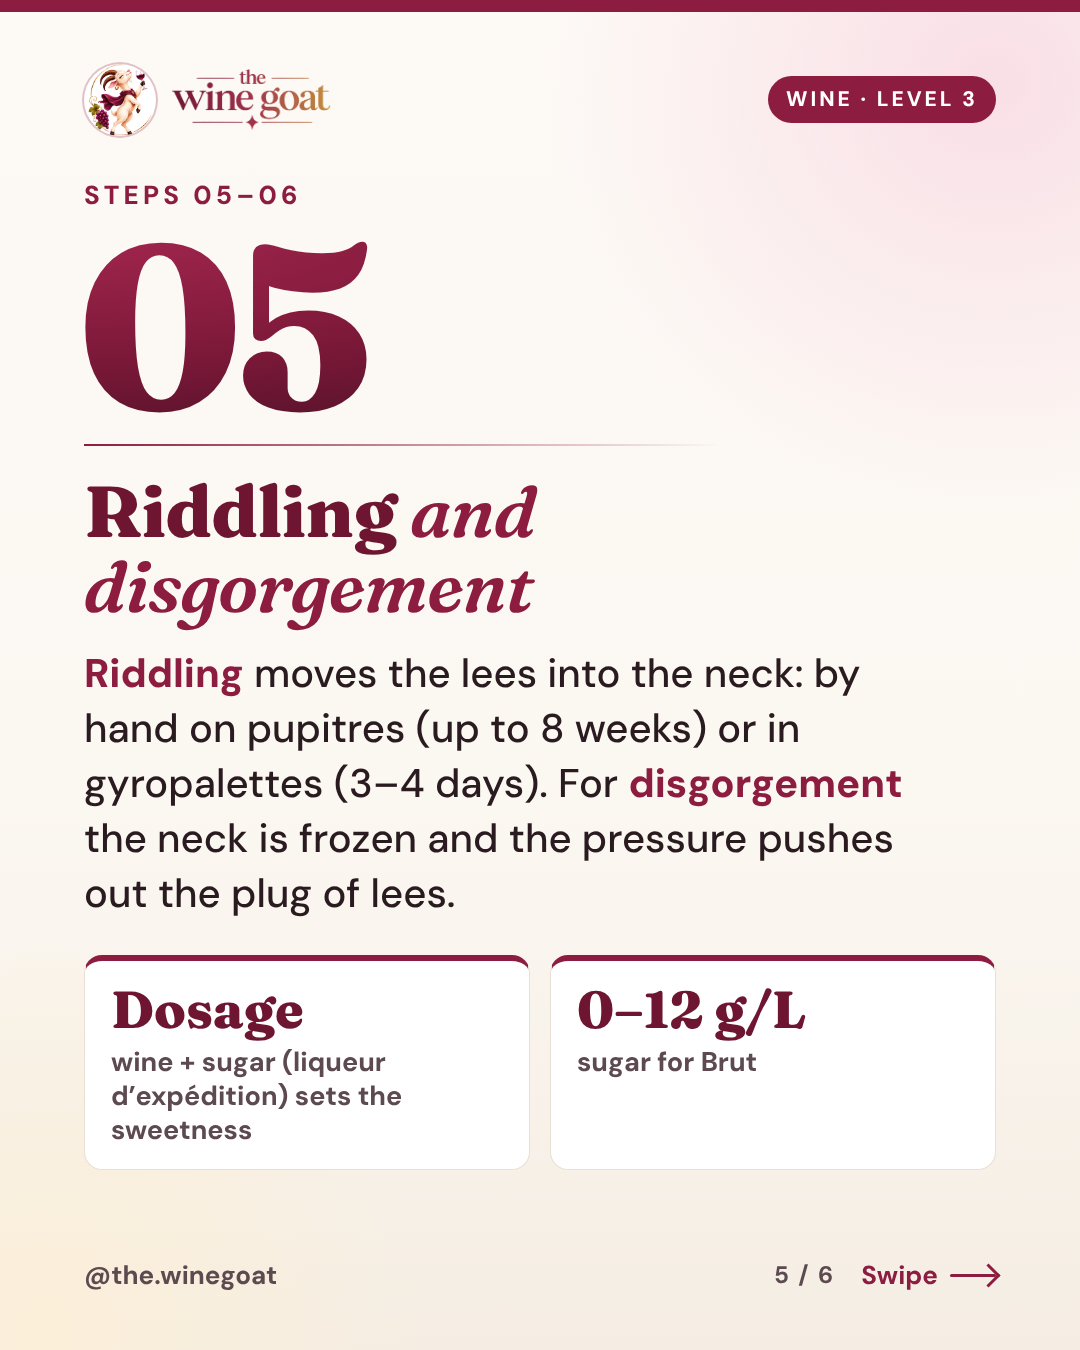 the
wine goat
WINE · LEVEL 3
STEPS 05–06
05
Riddling and
disgorgement
Riddling moves the lees into the neck: by
hand on pupitres (up to 8 weeks) or in
gyropalettes (3–4 days). For disgorgement
the neck is frozen and the pressure pushes
out the plug of lees.
Dosage
wine + sugar (liqueur
d’expédition) sets the
sweetness
0–12 g/L
sugar for Brut
@the.winegoat
5 / 6 Swipe